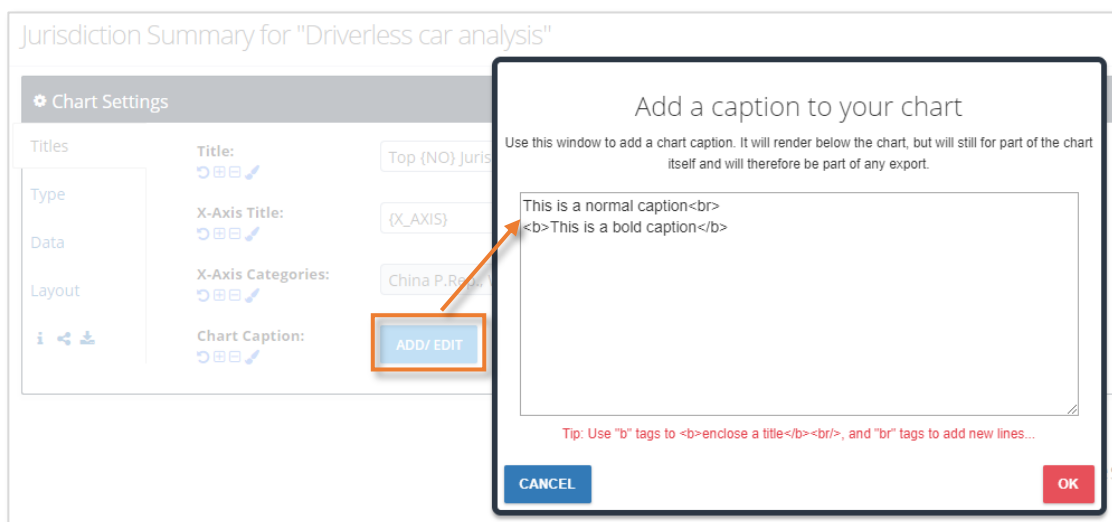 Jurisdiction Summary for "Driverless car analysis"
Chart Settings
Titles
Type
Data
Layout
Title:
Top {NO} Juris
X-Axis Title:
{X_AXIS}
X-Axis Categories:
China P.Rep.,
Chart Caption:
ADD/ EDIT
Add a caption to your chart
Use this window to add a chart caption. It will render below the chart, but will still for part of the chart
itself and will therefore be part of any export.
This is a normal caption<br>
<b>This is a bold caption</b>
Tip: Use "b" tags to <b>enclose a title</b><br/>, and "br" tags to add new lines...
CANCEL
OK